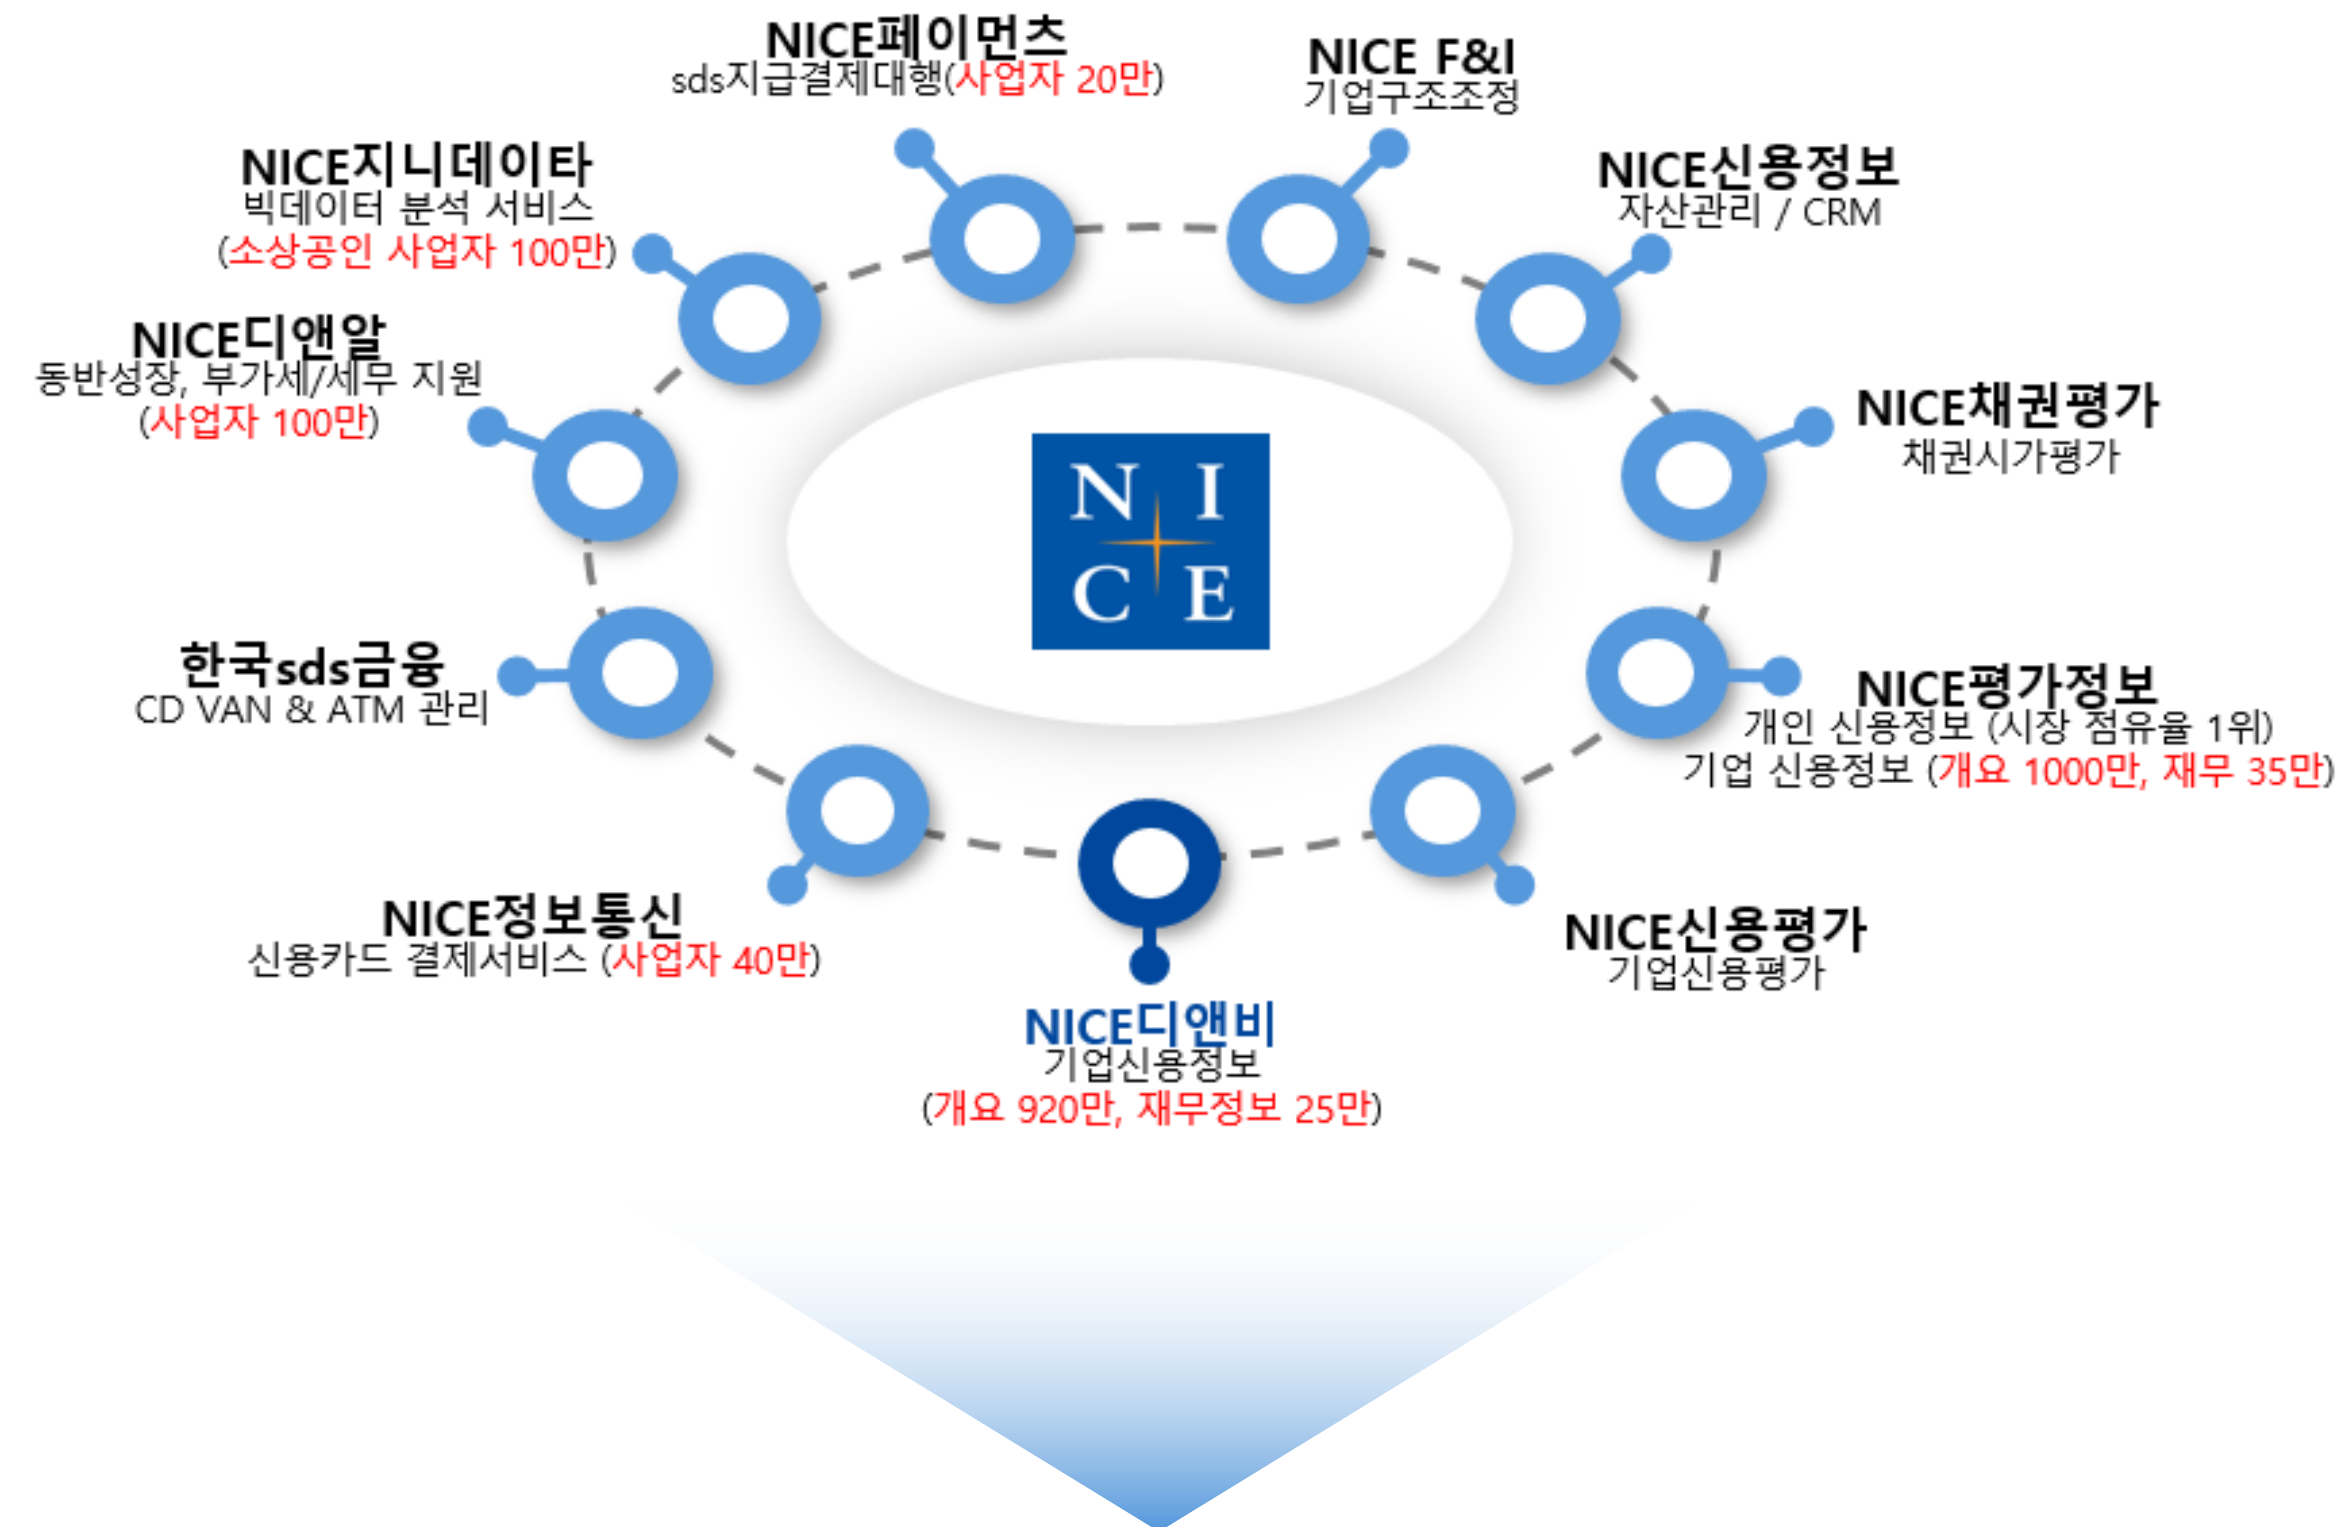 NICE페이먼츠
sds지급결제대행(사업자 20만)
NICE F&I
기업구조조정
NICE지니데이타
빅데이터 분석 서비스
(소상공인 사업자 100만)
NICE신용정보
자산관리 / CRM
NICE디앤알
동반성장, 부가세/세무 지원
(사업자 100만)
NICE채권평가
채권시가평가
N I
C E
한국sds금융
CD VAN & ATM 관리
NICE평가정보
개인 신용정보 (시장 점유율 1위)
기업 신용정보 (개요 1000만, 재무 35만)
NICE정보통신
신용카드 결제서비스 (사업자 40만)
NICE신용평가
기업신용평가
NICE디앤비
기업신용정보
(개요 920만, 재무정보 25만)